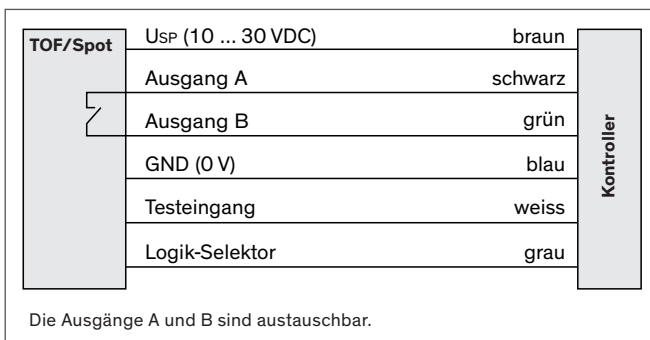 TOF/Spot
USP (10 ... 30 VDC) braun
Ausgang A schwarz
Ausgang B grün
GND (0 V) blau
Testeingang weiss
Logik-Selektor grau
Kontroller
Die Ausgänge A und B sind austauschbar.